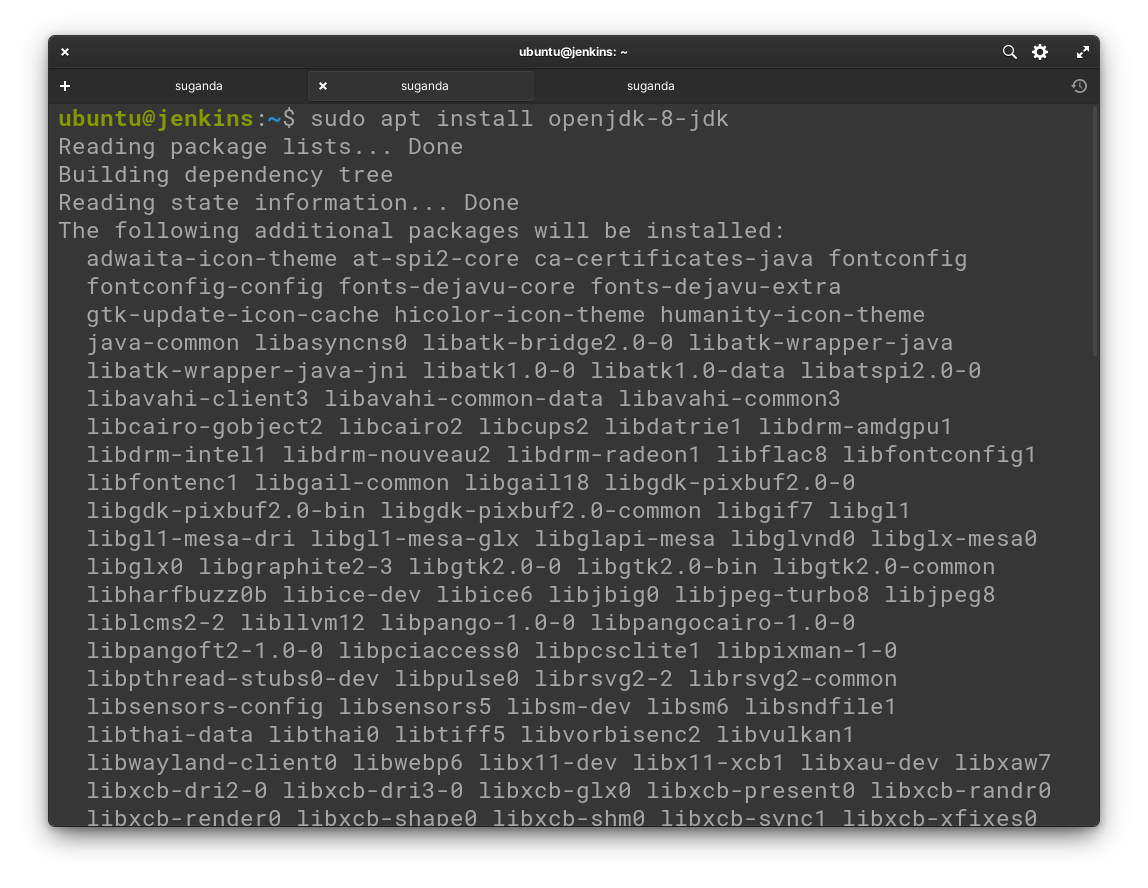 ubuntu@jenkins: ~
suganda suganda suganda
ubuntu@jenkins:~$ sudo apt install openjdk-8-jdk
Reading package lists... Done
Building dependency tree
Reading state information... Done
The following additional packages will be installed:
adwaita-icon-theme at-spi2-core ca-certificates-java fontconfig
fontconfig-config fonts-dejavu-core fonts-dejavu-extra
gtk-update-icon-cache hicolor-icon-theme humanity-icon-theme
java-common libasyncns0 libatk-bridge2.0-0 libatk-wrapper-java
libatk-wrapper-java-jni libatk1.0-0 libatk1.0-data libatspi2.0-0
libavahi-client3 libavahi-common-data libavahi-common3
libcairo-gobject2 libcairo2 libcups2 libdatrie1 libdrm-amdgpu1
libdrm-intel1 libdrm-nouveau2 libdrm-radeon1 libflac8 libfontconfig1
libfontenc1 libgail-common libgail18 libgdk-pixbuf2.0-0
libgdk-pixbuf2.0-bin libgdk-pixbuf2.0-common libgif7 libgl1
libgl1-mesa-dri libgl1-mesa-glx libglapi-mesa libglvnd0 libglx-mesa0
libglx0 libgraphite2-3 libgtk2.0-0 libgtk2.0-bin libgtk2.0-common
libharfbuzz0b libice-dev libice6 libjbig0 libjpeg-turbo8 libjpeg8
liblcms2-2 libllvm12 libpango-1.0-0 libpangocairo-1.0-0
libpangoft2-1.0-0 libpciaccess0 libpcsclite1 libpixman-1-0
libpthread-stubs0-dev libpulse0 librsvg2-2 librsvg2-common
libsensors-config libsensors5 libsm-dev libsm6 libsndfile1
libthai-data libthai0 libtiff5 libvorbisenc2 libvulkan1
libwayland-client0 libwebp6 libx11-dev libx11-xcb1 libxau-dev libxaw7
libxcb-dri2-0 libxcb-dri3-0 libxcb-glx0 libxcb-present0 libxcb-randr0
libxcb-render0 libxcb-shape0 libxcb-shm0 libxcb-sync1 libxcb-xfixes0